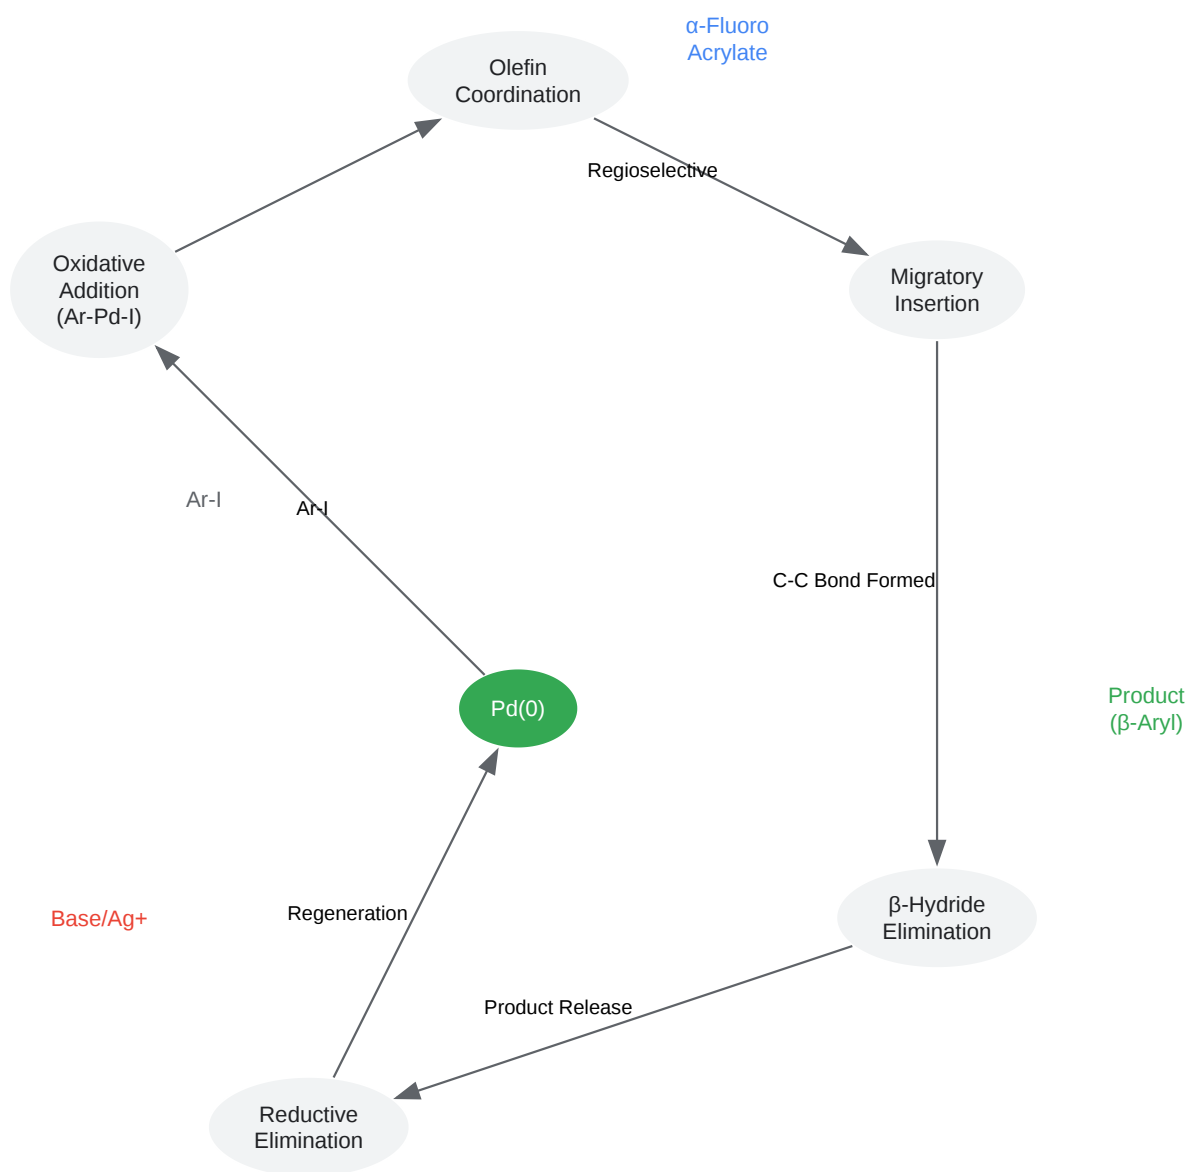 α-Fluoro
Acrylate
Olefin
Coordination
Regioselective
Oxidative
Addition
(Ar-Pd-I)
Migratory
Insertion
Ar-I
Ar-I
C-C Bond Formed
Pd(0)
Product
(β-Aryl)
β-Hydride
Elimination
Base/Ag+
Regeneration
Product Release
Reductive
Elimination